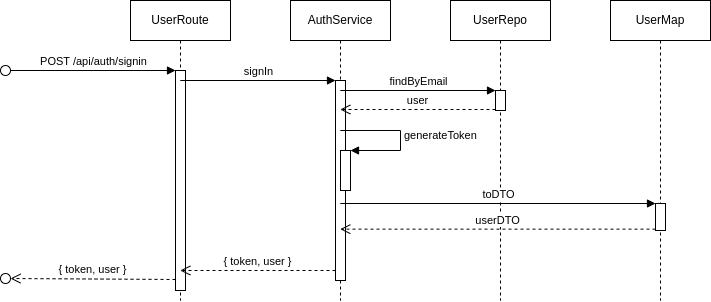 UserRoute
AuthService
UserRepo
UserMap
POST /api/auth/signin
signIn
findByEmail
user
generateToken
toDTO
userDTO
{ token, user }
{ token, user }